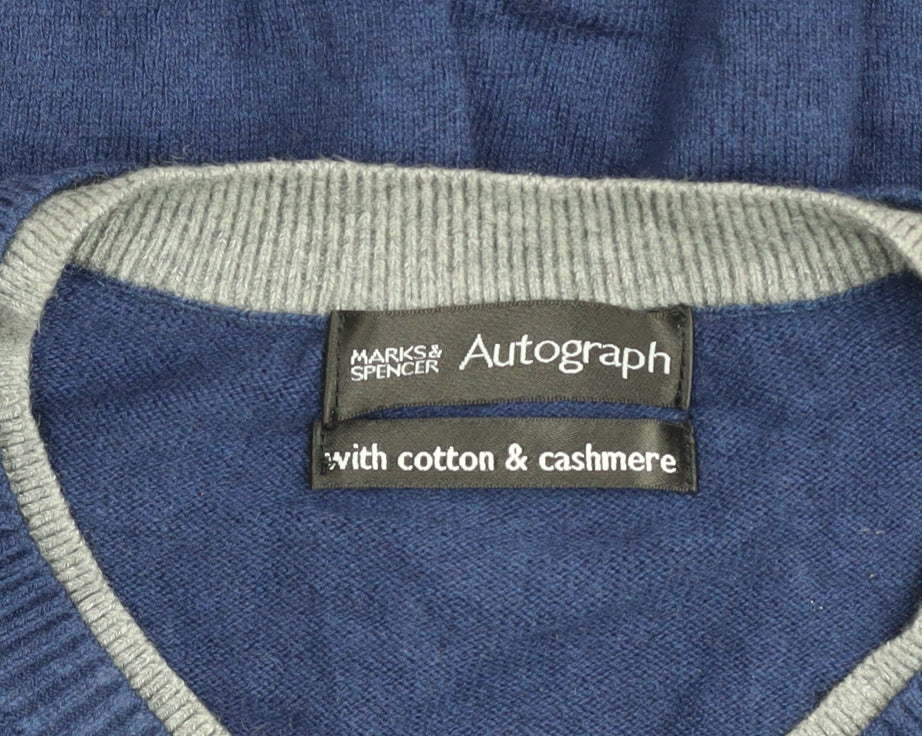 MARKS& Autograph
SPENCER
with cotton & cashmere